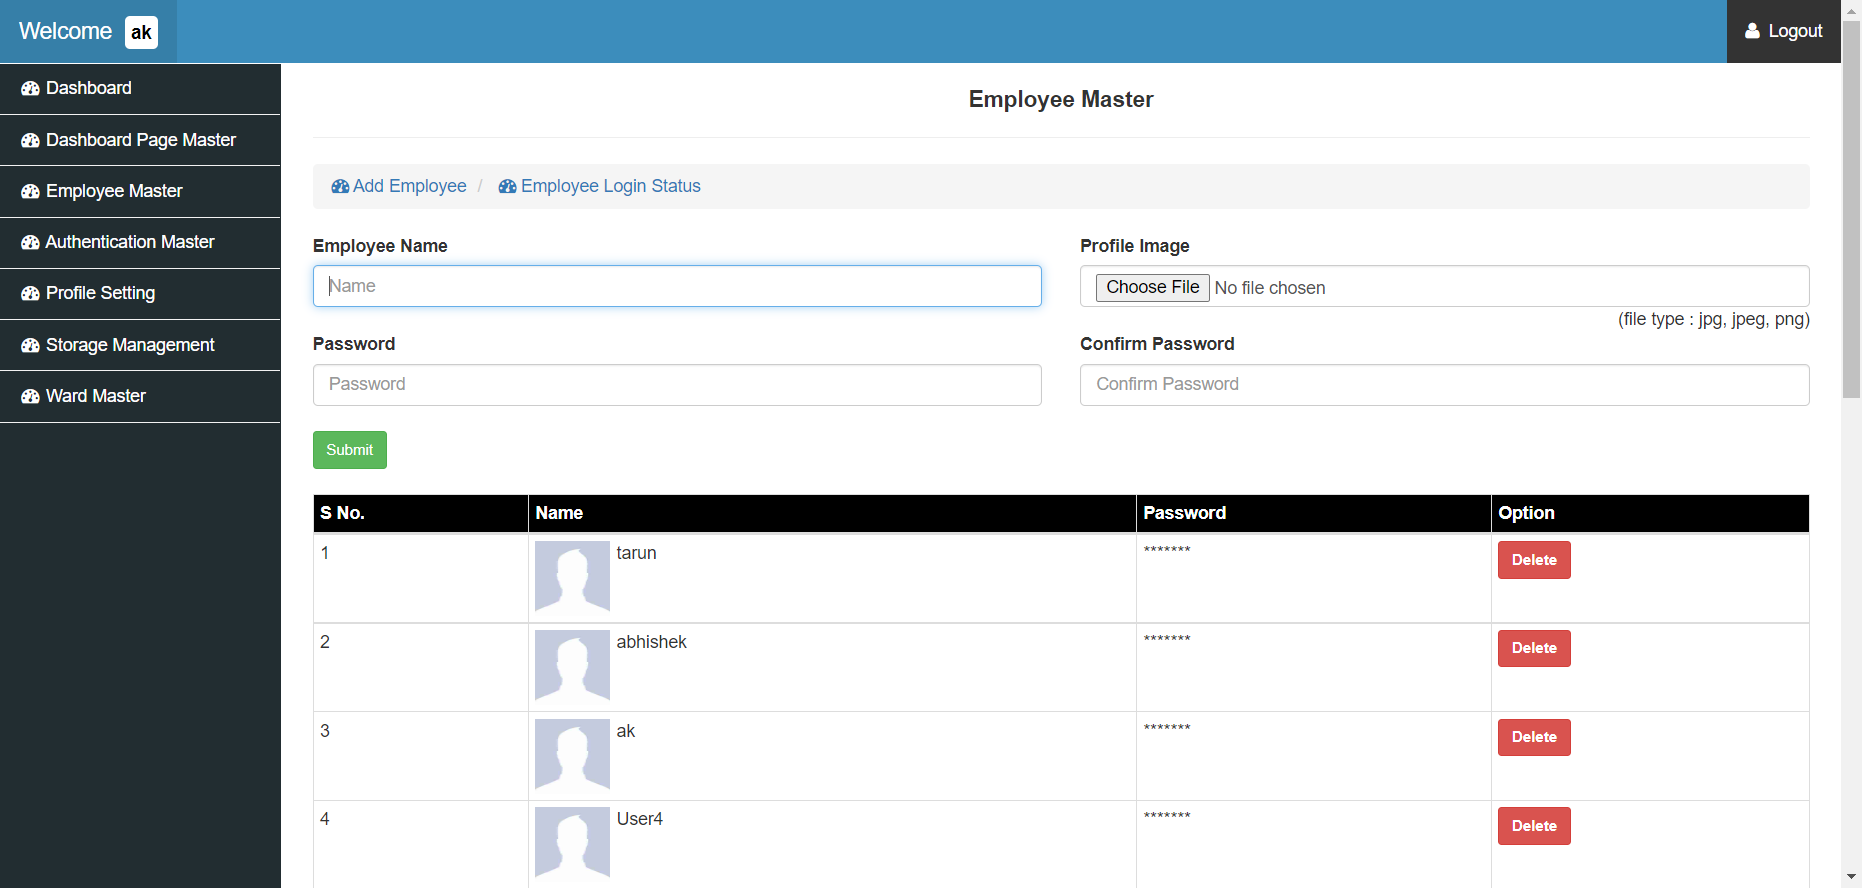 Welcome ak
Logout
Dashboard
Dashboard Page Master
Employee Master
Authentication Master
Profile Setting
Storage Management
Ward Master
Employee Master
Add Employee / Employee Login Status
Employee Name
Name
Profile Image
Choose File No file chosen
(file type : jpg, jpeg, png)
Password
Password
Confirm Password
Confirm Password
Submit
S No. Name Password Option
1 tarun ******* Delete
2 abhishek ******* Delete
3 ak ******* Delete
4 User4 ******* Delete